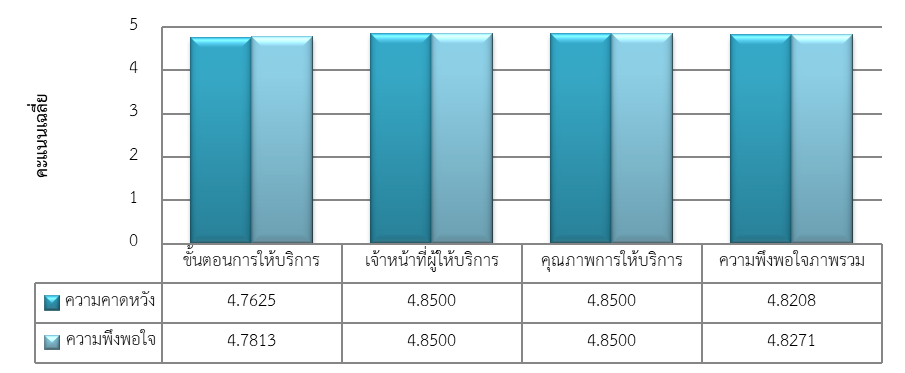 คะแนนเฉลี่ย
5
4
3
2
1
0
ขั้นตอนการให้บริการ เจ้าหน้าที่ผู้ให้บริการ คุณภาพการให้บริการ ความพึงพอใจภาพรวม
ความคาดหวัง 4.7625 4.8500 4.8500 4.8208
ความพึงพอใจ 4.7813 4.8500 4.8500 4.8271